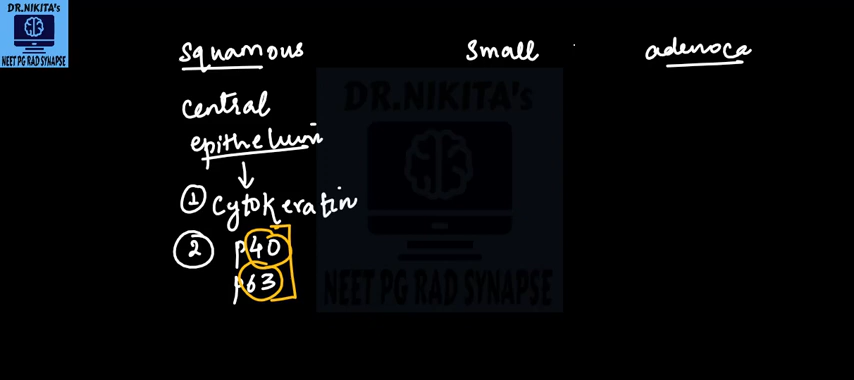 DR.NIKITA's
NEET PG RAD SYNAPSE
Squamous Small adenoca
central
epithelium
① Cytokeratin
② p40
p63
DR.NIKITA's
NEET PG RAD SYNAPSE